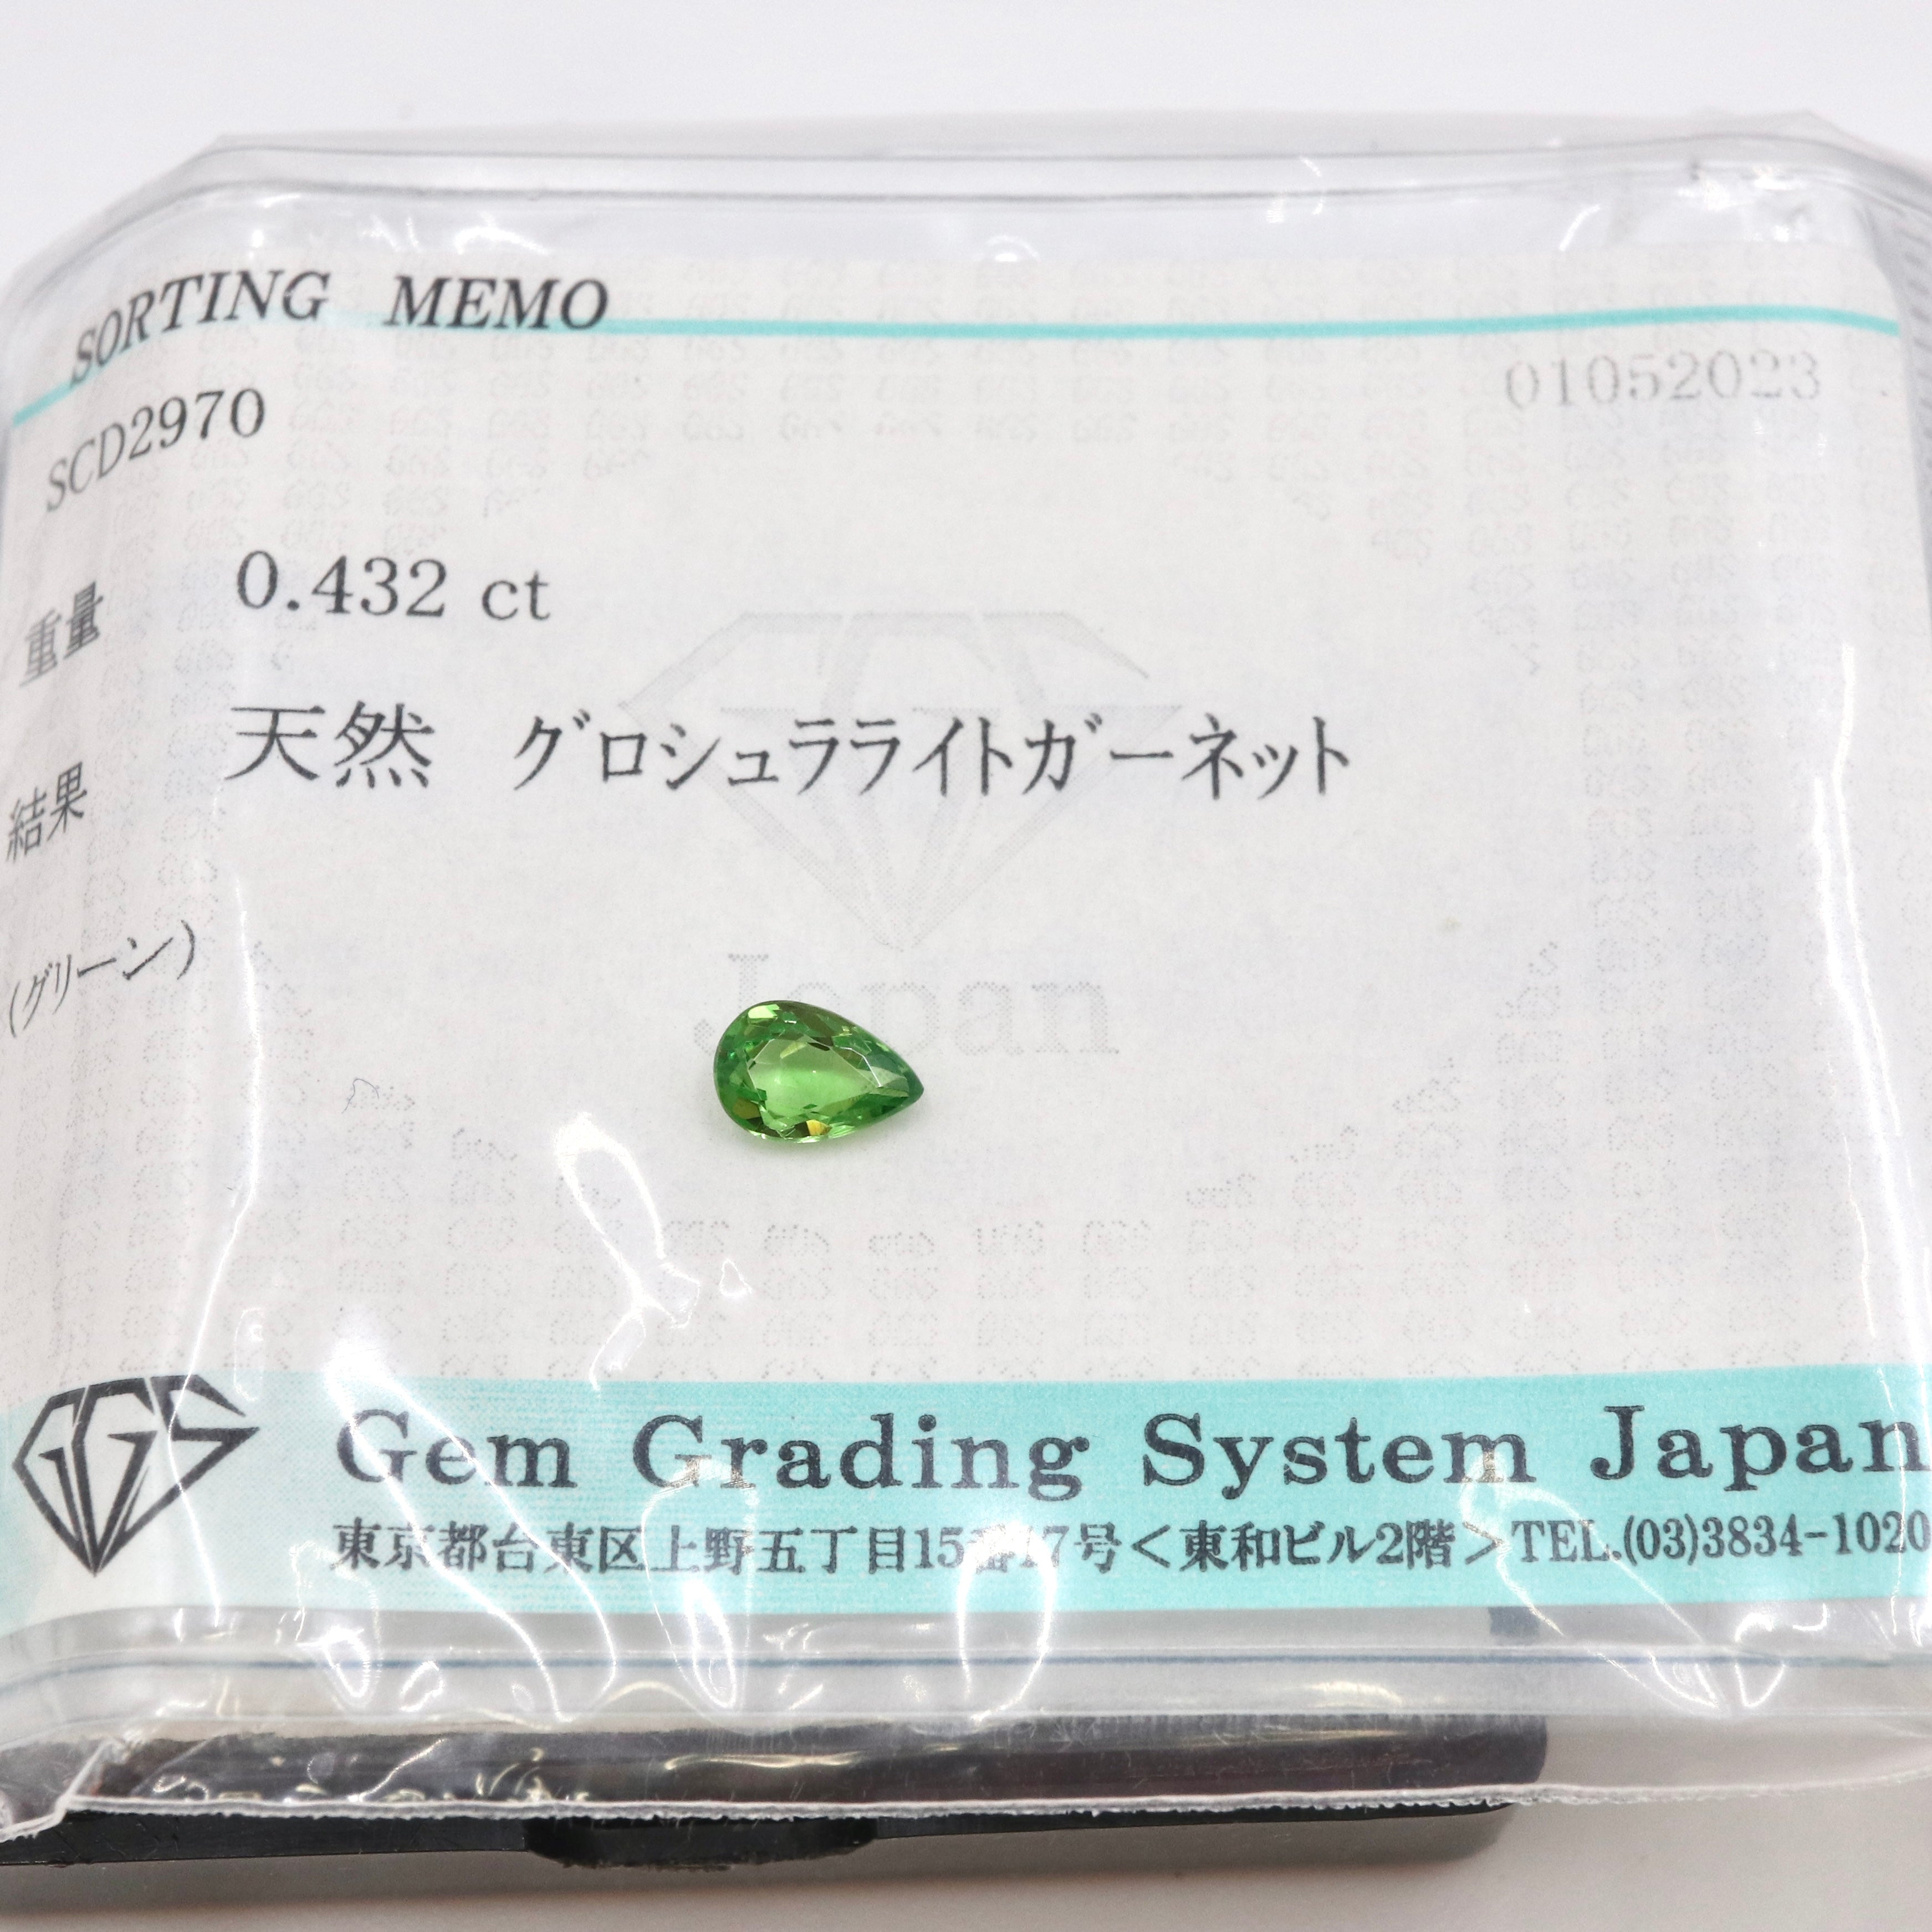 SORTING MEMO
SCD2970 01052023
重量 0.432 ct
結果 天然 グロシュラライトガーネット
(グリーン)
Japan
GGS Gem Grading System Japan
東京都台東区上野五丁目15番17号<東和ビル2階>TEL.(03)3834-1020